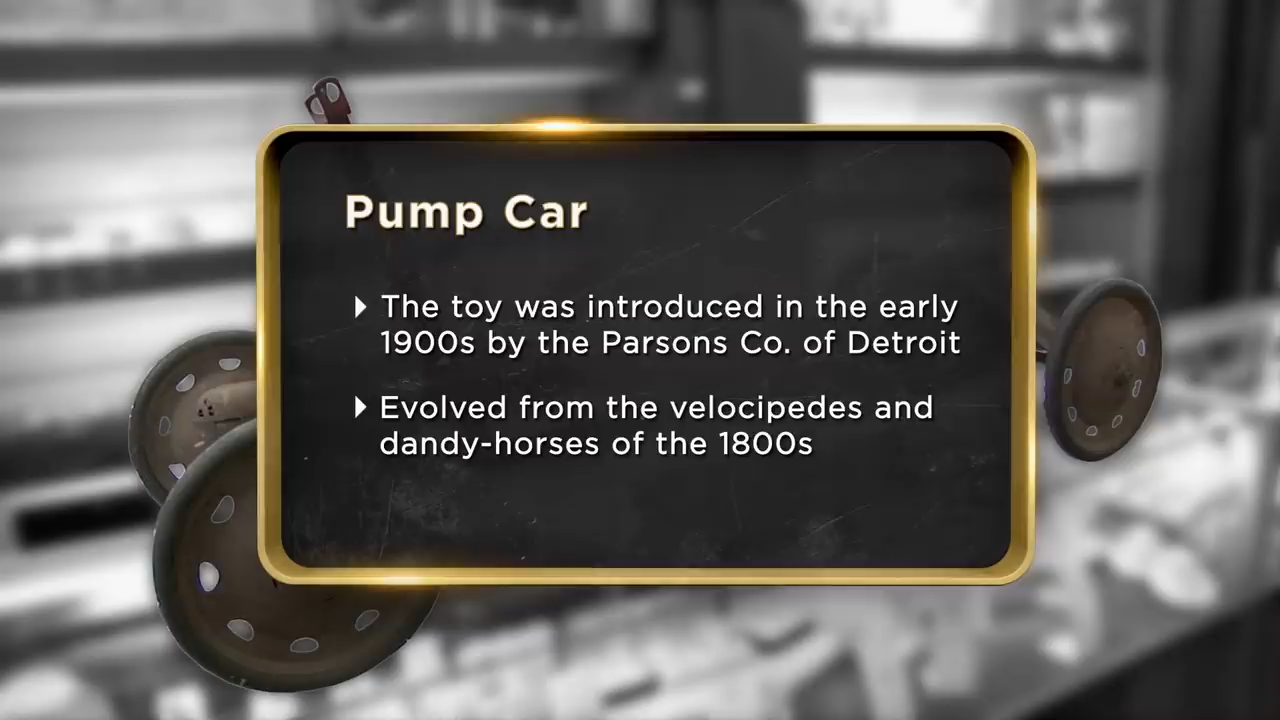 Pump Car
The toy was introduced in the early
1900s by the Parsons Co. of Detroit
Evolved from the velocipedes and
dandy-horses of the 1800s